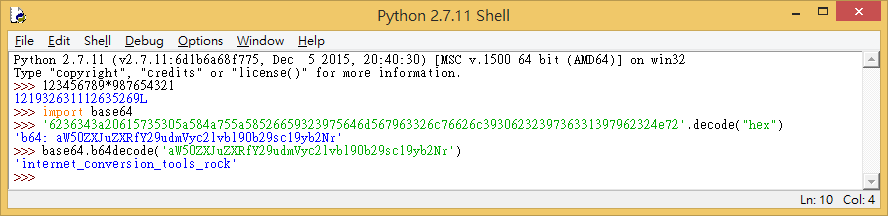 Python 2.7.11 Shell
File Edit Shell Debug Options Window Help
Python 2.7.11 (v2.7.11:6d1b6a68f775, Dec  5 2015, 20:40:30) [MSC v.1500 64 bit (AMD64)] on win32
Type "copyright", "credits" or "license()" for more information.
>>> 123456789*987654321
121932631112635269L
>>> import base64
>>> '6236343a20615735305a584a755a58526659323975646d567963326c76626c3930623239736331397962324e72'.decode("hex")
'b64: aW50ZXJuZXRfY29udmVyc2lvbl90b29sc19yb2Nr'
>>> base64.b64decode('aW50ZXJuZXRfY29udmVyc2lvbl90b29sc19yb2Nr')
'internet_conversion_tools_rock'
>>>
Ln: 10 Col: 4